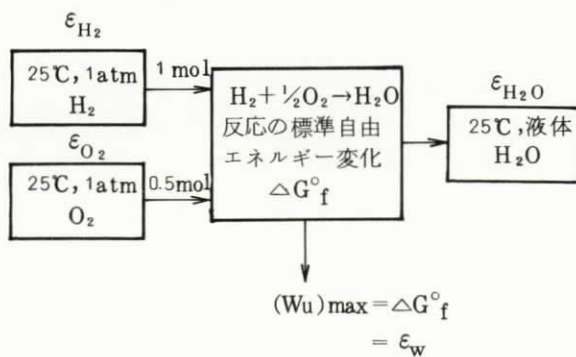 ε_H₂
25℃, 1atm
H₂
1 mol
ε_O₂
25℃, 1atm
O₂
0.5mol
H₂+½O₂→H₂O
反応の標準自由
エネルギー変化
△G°f
ε_H₂O
25℃,液体
H₂O
(Wu)max=△G°f
= ε_w